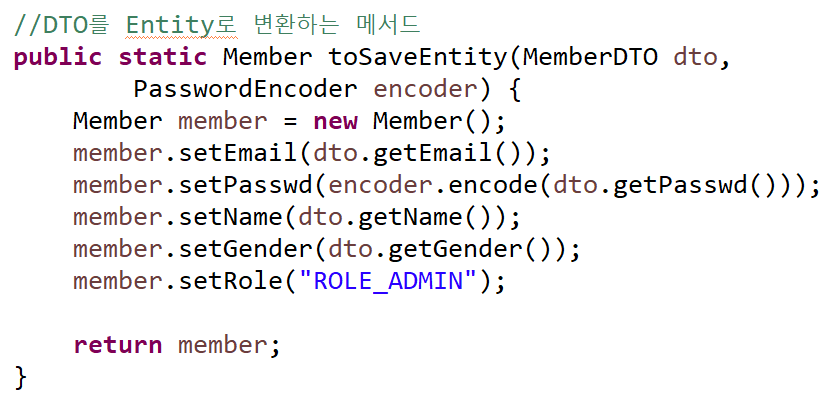 //DTO를 Entity로 변환하는 메서드
public static Member toSaveEntity(MemberDTO dto,
        PasswordEncoder encoder) {
    Member member = new Member();
    member.setEmail(dto.getEmail());
    member.setPasswd(encoder.encode(dto.getPasswd()));
    member.setName(dto.getName());
    member.setGender(dto.getGender());
    member.setRole("ROLE_ADMIN");

    return member;
}